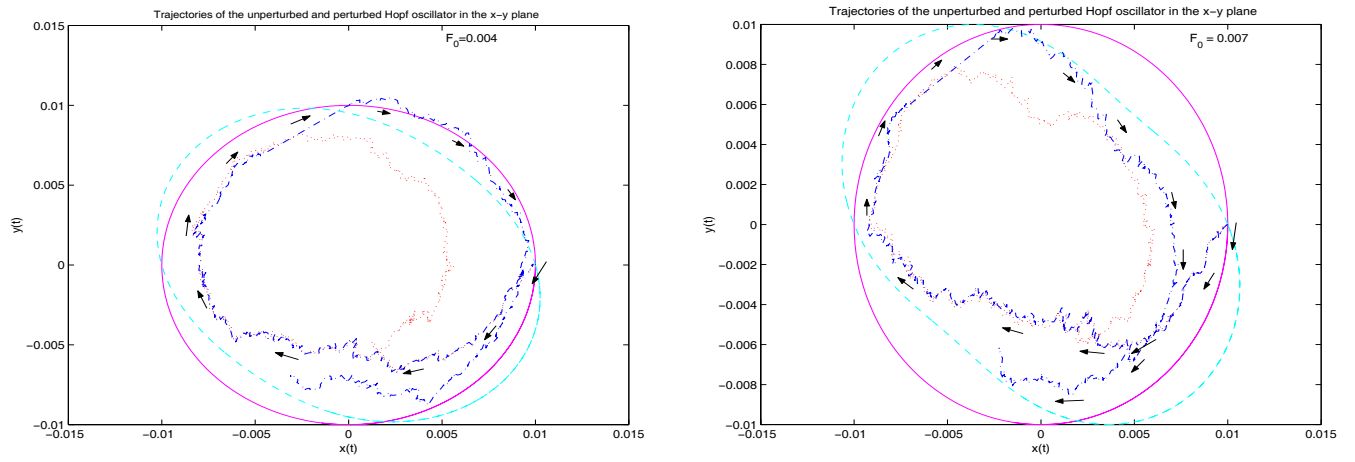 Trajectories of the unperturbed and perturbed Hopf oscillator in the x-y plane
F0=0.004
0.015
0.01
0.005
0
−0.005
−0.01
y(t)
−0.015 −0.01 −0.005 0 0.005 0.01 0.015
x(t)
Trajectories of the unperturbed and perturbed Hopf oscillator in the x-y plane
F0 = 0.007
0.01
0.008
0.006
0.004
0.002
0
−0.002
−0.004
−0.006
−0.008
−0.01
y(t)
−0.015 −0.01 −0.005 0 0.005 0.01 0.015
x(t)